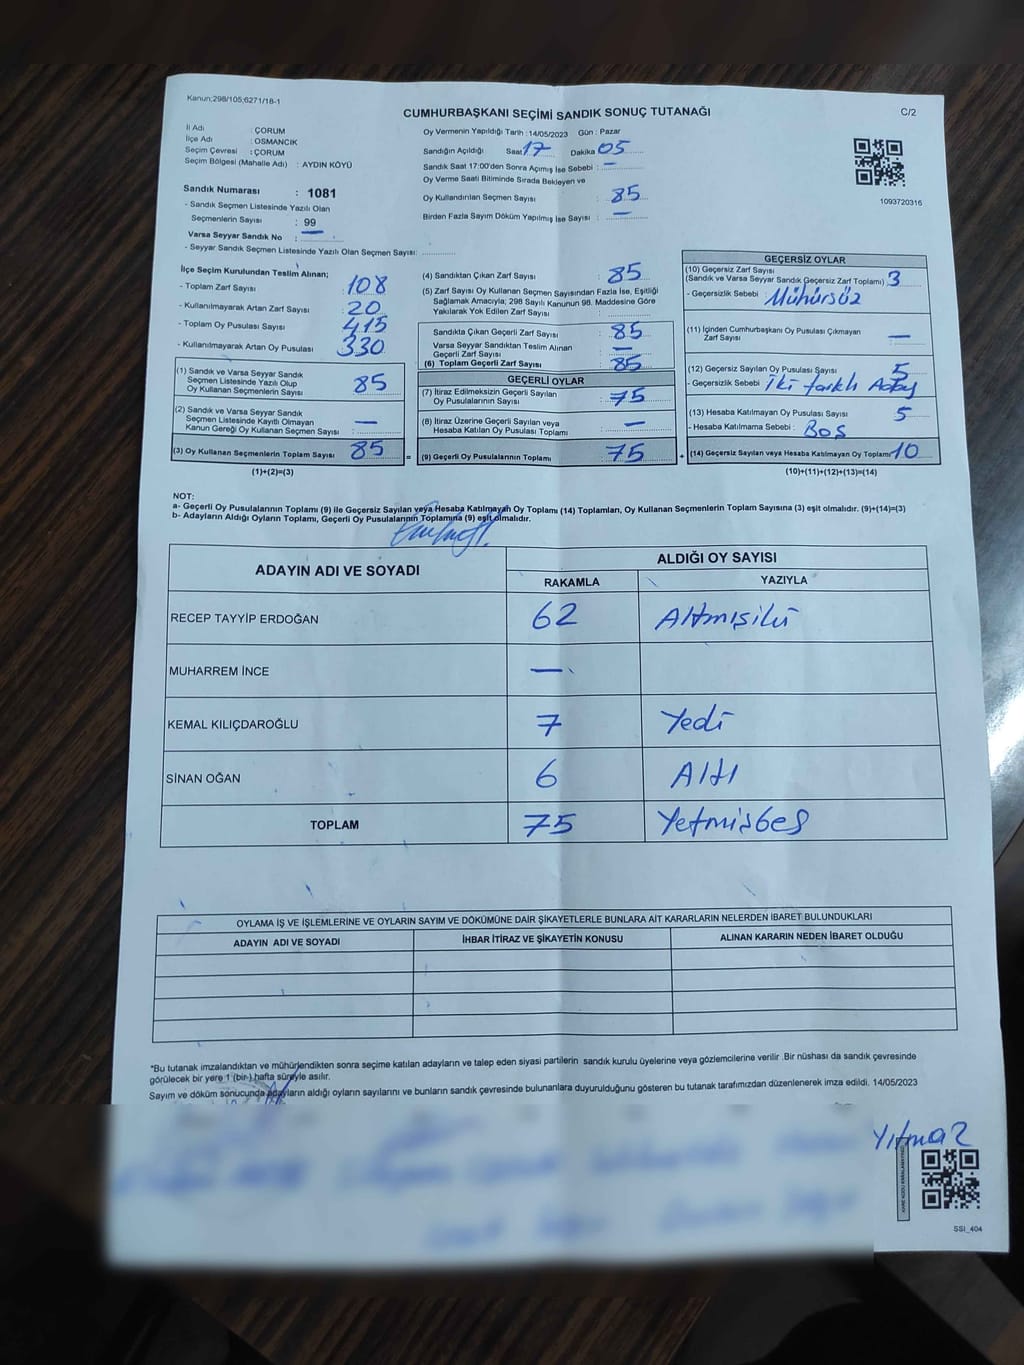 Kanun;298/105;6271/18-1
CUMHURBAŞKANI SEÇİMİ SANDIK SONUÇ TUTANAĞI
C/2
İl Adı : ÇORUM
İlçe Adı : OSMANCIK
Seçim Çevresi : ÇORUM
Seçim Bölgesi (Mahalle Adı) : AYDIN KÖYÜ
Sandık Numarası : 1081
- Sandık Seçmen Listesinde Yazılı Olan
Seçmenlerin Sayısı : 99
Varsa Seyyar Sandık No : —
- Seyyar Sandık Seçmen Listesinde Yazılı Olan Seçmen Sayısı:
Oy Vermenin Yapıldığı Tarih : 14/05/2023 Gün : Pazar
Sandığın Açıldığı Saat 17 Dakika 05
Sandık Saat 17:00'den Sonra Açımış İse Sebebi : —
Oy Verme Saati Bitiminde Sırada Bekleyen ve
Oy Kullandırılan Seçmen Sayısı : 85
Birden Fazla Sayım Döküm Yapılmış İse Sayısı : —
1093720316
İlçe Seçim Kurulundan Teslim Alınan;
- Toplam Zarf Sayısı : 108
- Kullanılmayarak Artan Zarf Sayısı : 20
- Toplam Oy Pusulası Sayısı : 415
- Kullanılmayarak Artan Oy Pusulası : 330
(1) Sandık ve Varsa Seyyar Sandık
Seçmen Listesinde Yazılı Olup
Oy Kullanan Seçmenlerin Sayısı : 85
(2) Sandık ve Varsa Seyyar Sandık
Seçmen Listesinde Kayıtlı Olmayan
Kanun Gereği Oy Kullanan Seçmen Sayısı : —
(3) Oy Kullanan Seçmenlerin Toplam Sayısı : 85 =
(1)+(2)=(3)
(4) Sandıktan Çıkan Zarf Sayısı : 85
(5) Zarf Sayısı Oy Kullanan Seçmen Sayısından Fazla İse, Eşitliği
Sağlamak Amacıyla; 298 Sayılı Kanunun 98. Maddesine Göre
Yakılarak Yok Edilen Zarf Sayısı :
Sandıkta Çıkan Geçerli Zarf Sayısı : 85
Varsa Seyyar Sandıktan Teslim Alınan
Geçerli Zarf Sayısı : —
(6) Toplam Geçerli Zarf Sayısı : 85
GEÇERLİ OYLAR
(7) İtiraz Edilmeksizin Geçerli Sayılan
Oy Pusulalarının Sayısı : 75
(8) İtiraz Üzerine Geçerli Sayılan veya
Hesaba Katılan Oy Pusulası Toplamı : —
(9) Geçerli Oy Pusulalarının Toplamı : 75 +
GEÇERSİZ OYLAR
(10) Geçersiz Zarf Sayısı
(Sandık ve Varsa Seyyar Sandık Geçersiz Zarf Toplamı) : 3
- Geçersizlik Sebebi : Mühürsüz
(11) İçinden Cumhurbaşkanı Oy Pusulası Çıkmayan
Zarf Sayısı : —
(12) Geçersiz Sayılan Oy Pusulası Sayısı : 5
- Geçersizlik Sebebi : İki farklı Aday
(13) Hesaba Katılmayan Oy Pusulası Sayısı : 5
- Hesaba Katılmama Sebebi : Boş
(14) Geçersiz Sayılan veya Hesaba Katılmayan Oy Toplamı : 10
(10)+(11)+(12)+(13)=(14)
NOT:
a- Geçerli Oy Pusulalarının Toplamı (9) ile Geçersiz Sayılan veya Hesaba Katılmayan Oy Toplamı (14) Toplamları, Oy Kullanan Seçmenlerin Toplam Sayısına (3) eşit olmalıdır. (9)+(14)=(3)
b- Adayların Aldığı Oyların Toplamı, Geçerli Oy Pusulalarının Toplamına (9) eşit olmalıdır.
ADAYIN ADI VE SOYADI ALDIĞI OY SAYISI
RAKAMLA YAZIYLA
RECEP TAYYİP ERDOĞAN 62 Altmışiki
MUHARREM İNCE —
KEMAL KILIÇDAROĞLU 7 Yedi
SİNAN OĞAN 6 Altı
TOPLAM 75 Yetmişbeş
OYLAMA İŞ VE İŞLEMLERİNE VE OYLARIN SAYIM VE DÖKÜMÜNE DAİR ŞİKAYETLERLE BUNLARA AİT KARARLARIN NELERDEN İBARET BULUNDUKLARI
ADAYIN ADI VE SOYADI İHBAR İTİRAZ VE ŞİKAYETİN KONUSU ALINAN KARARIN NEDEN İBARET OLDUĞU
*Bu tutanak imzalandıktan ve mühürlendikten sonra seçime katılan adayların ve talep eden siyasi partilerin sandık kurulu üyelerine veya gözlemcilerine verilir .Bir nüshası da sandık çevresinde
görülecek bir yere 1 (bir ) hafta süreyle asılır.
Sayım ve döküm sonucunda adayların aldığı oyların sayılarını ve bunların sandık çevresinde bulunanlara duyurulduğunu gösteren bu tutanak tarafımızdan düzenlenerek imza edildi. 14/05/2023
Yılmaz
SSI_404